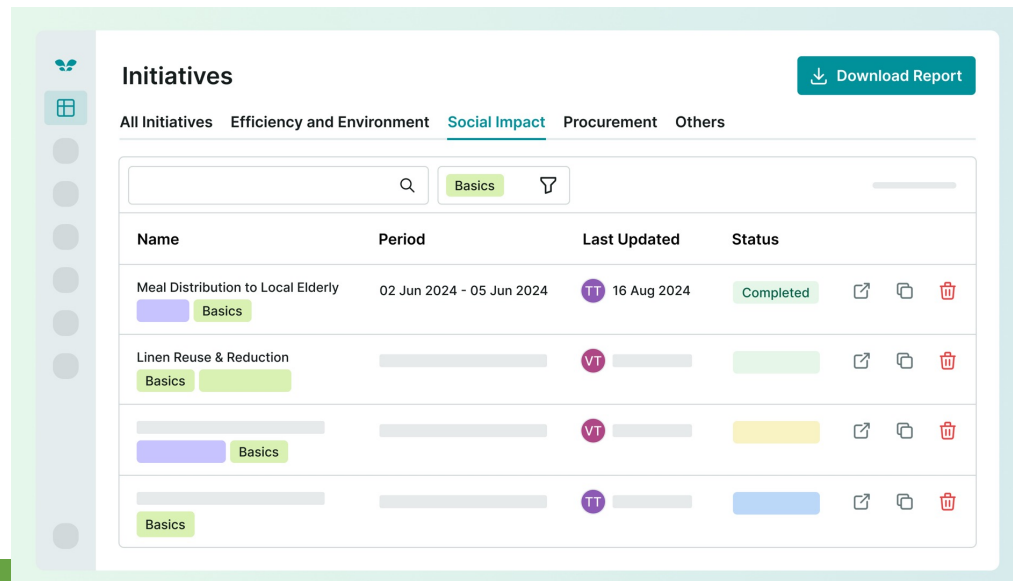 Initiatives
Download Report
All Initiatives Efficiency and Environment Social Impact Procurement Others
Basics
Name Period Last Updated Status
Meal Distribution to Local Elderly 02 Jun 2024 - 05 Jun 2024 TT 16 Aug 2024 Completed
Basics
Linen Reuse & Reduction VT
Basics
VT
Basics
TT
Basics